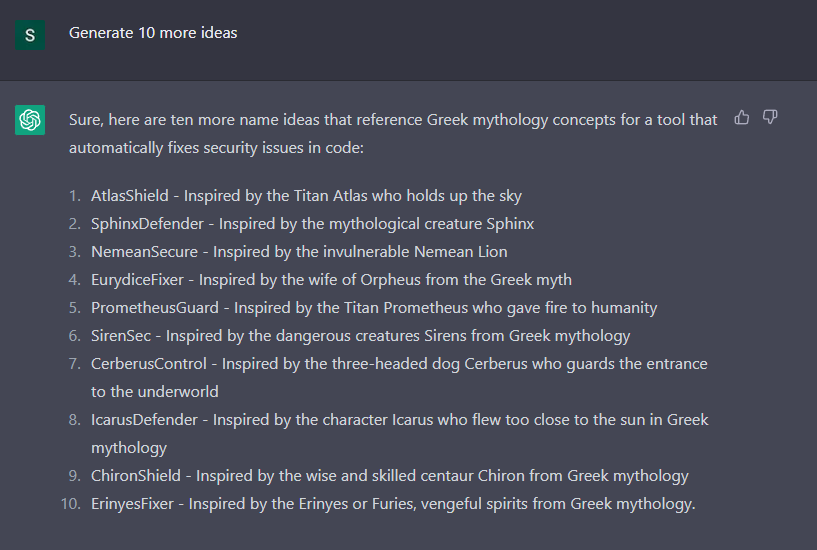 S
Generate 10 more ideas
Sure, here are ten more name ideas that reference Greek mythology concepts for a tool that
automatically fixes security issues in code:
1. AtlasShield - Inspired by the Titan Atlas who holds up the sky
2. SphinxDefender - Inspired by the mythological creature Sphinx
3. NemeanSecure - Inspired by the invulnerable Nemean Lion
4. EurydiceFixer - Inspired by the wife of Orpheus from the Greek myth
5. PrometheusGuard - Inspired by the Titan Prometheus who gave fire to humanity
6. SirenSec - Inspired by the dangerous creatures Sirens from Greek mythology
7. CerberusControl - Inspired by the three-headed dog Cerberus who guards the entrance
to the underworld
8. IcarusDefender - Inspired by the character Icarus who flew too close to the sun in Greek
mythology
9. ChironShield - Inspired by the wise and skilled centaur Chiron from Greek mythology
10. ErinyesFixer - Inspired by the Erinyes or Furies, vengeful spirits from Greek mythology.